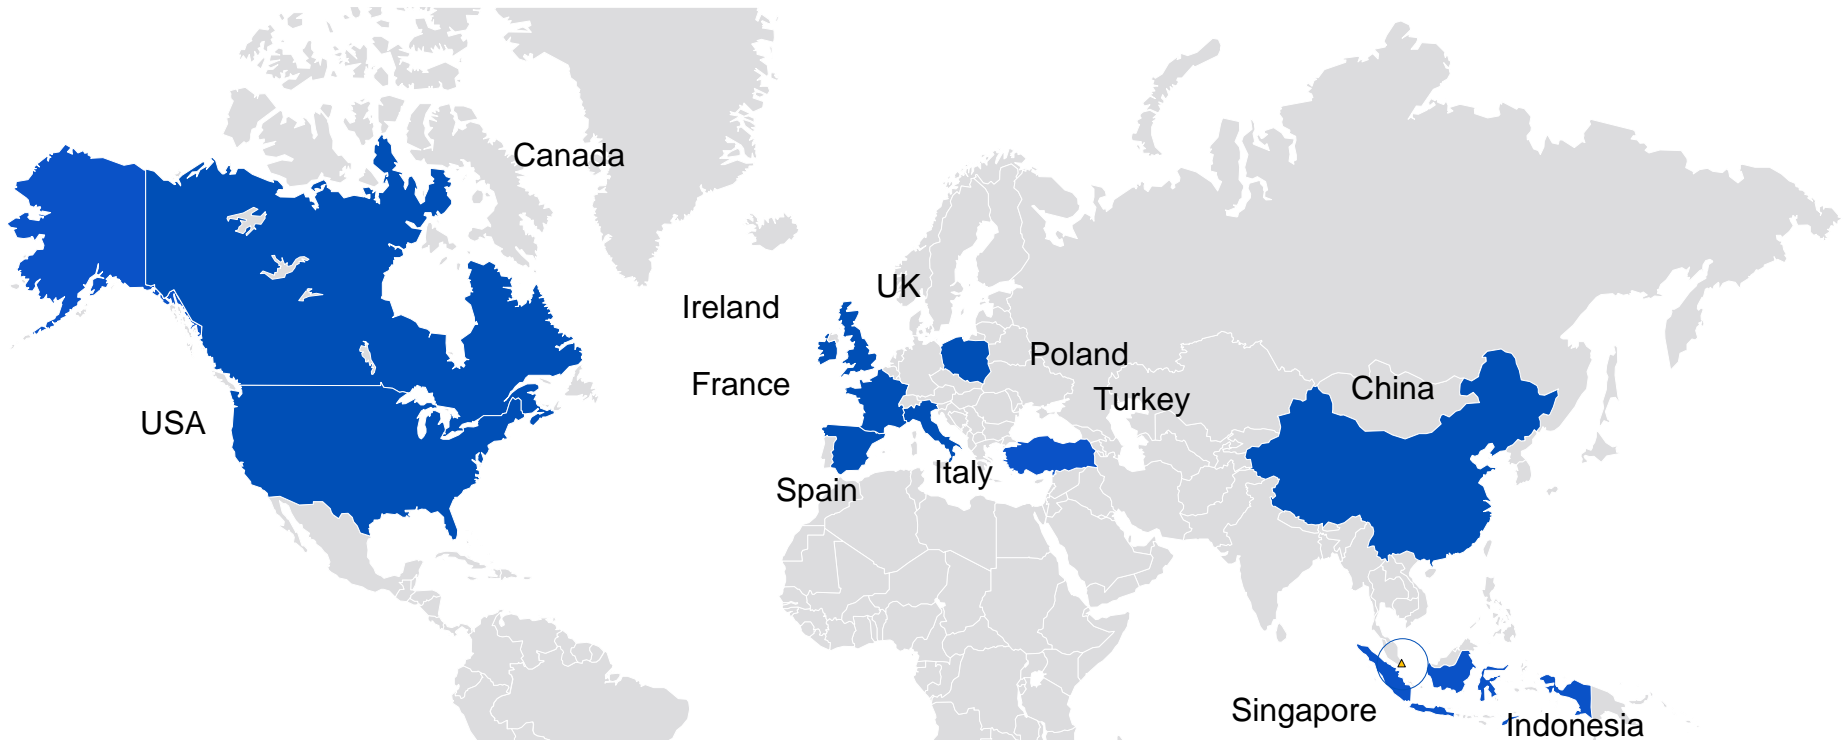 Canada
UK
Ireland
Poland
France
China
Turkey
USA
Italy
Spain
Singapore
Indonesia